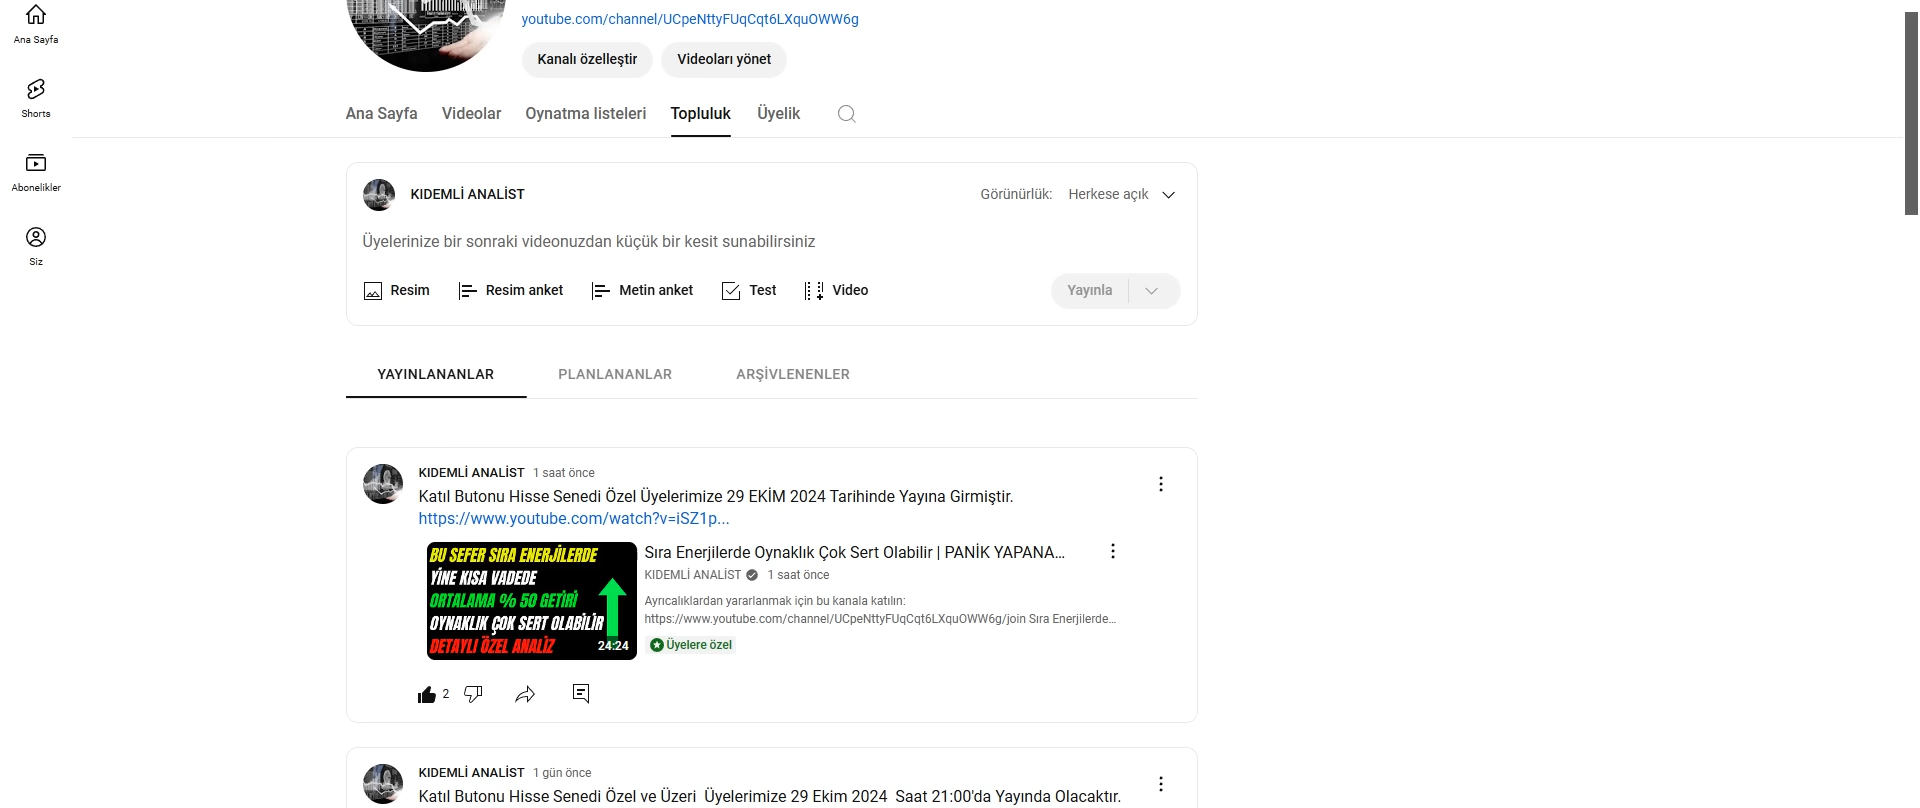 Ana Sayfa
Shorts
Abonelikler
Siz
youtube.com/channel/UCpeNttyFUqCqt6LXquOWW6g
Kanalı özelleştir
Videoları yönet
Ana Sayfa
Videolar
Oynatma listeleri
Topluluk
Üyelik
KIDEMLİ ANALİST
Görünürlük:
Herkese açık
Üyelerinize bir sonraki videonuzdan küçük bir kesit sunabilirsiniz
Resim
Resim anket
Metin anket
Test
Video
Yayınla
YAYINLANANLAR
PLANLANANLAR
ARŞİVLENENLER
KIDEMLİ ANALİST 1 saat önce
Katıl Butonu Hisse Senedi Özel Üyelerimize 29 EKİM 2024 Tarihinde Yayına Girmiştir.
https://www.youtube.com/watch?v=iSZ1p...
BU SEFER SIRA ENERJİLERDE
YİNE KISA VADEDE
ORTALAMA % 50 GETİRİ
OYNAKLIK ÇOK SERT OLABİLİR
DETAYLI ÖZEL ANALİZ
24:24
Sıra Enerjilerde Oynaklık Çok Sert Olabilir | PANİK YAPANA...
KIDEMLİ ANALİST 1 saat önce
Ayrıcalıklardan yararlanmak için bu kanala katılın:
https://www.youtube.com/channel/UCpeNttyFUqCqt6LXquOWW6g/join Sıra Enerjilerde...
Üyelere özel
2
KIDEMLİ ANALİST 1 gün önce
Katıl Butonu Hisse Senedi Özel ve Üzeri  Üyelerimize 29 Ekim 2024  Saat 21:00'da Yayında Olacaktır.